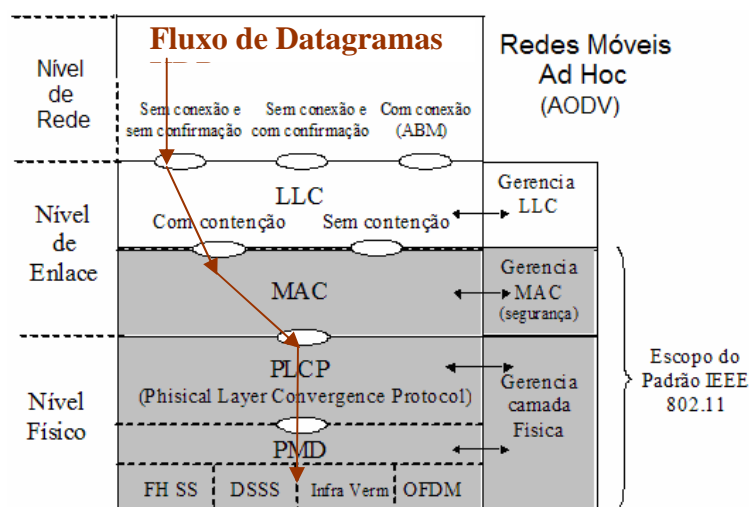 Fluxo de Datagramas
Redes Móveis
Ad Hoc
(AODV)
Nível
de
Rede
Sem conexão e
sem confirmação
Sem conexão e
com confirmação
Com conexão
(ABM)
LLC
Com contenção
Sem contenção
Gerencia
LLC
Nível
de
Enlace
MAC
Gerencia
MAC
(segurança)
PLCP
(Phisical Layer Convergence Protocol)
Gerencia
camada
Fisica
Nível
Físico
PMD
FH SS
DSSS
Infra Verm
OFDM
Escopo do
Padrão IEEE
802.11